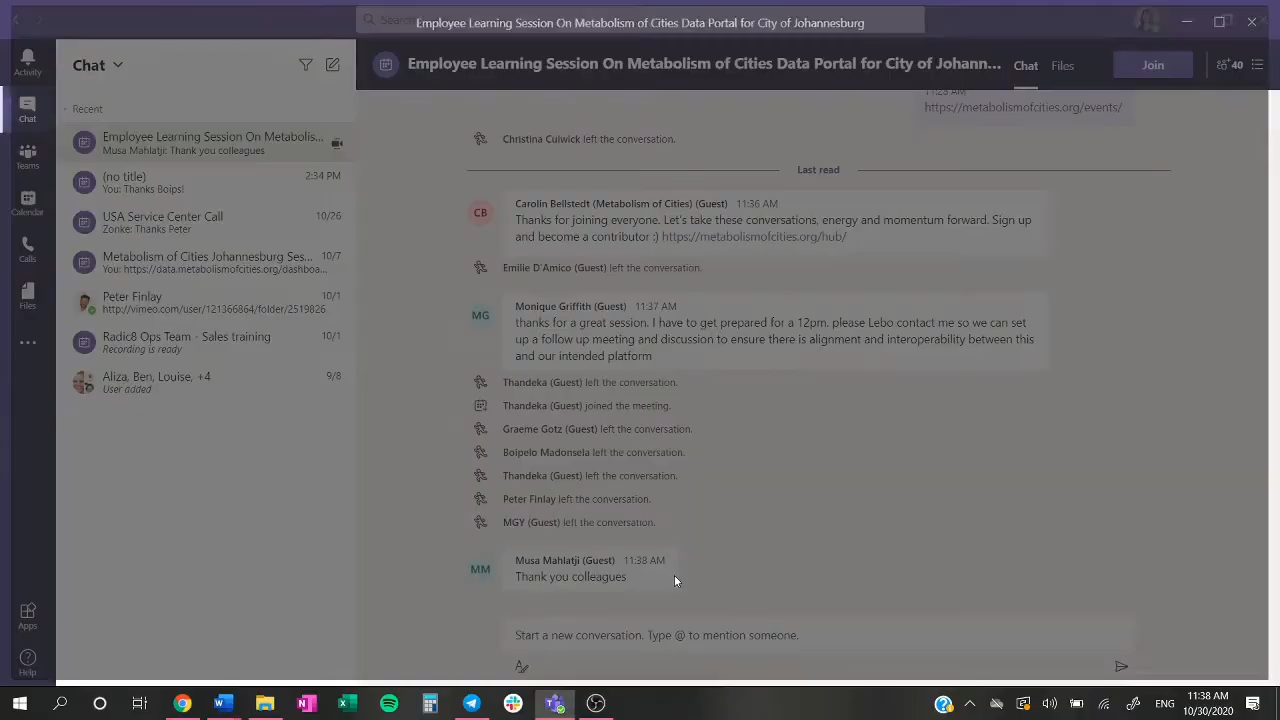 Search
Employee Learning Session On Metabolism of Cities Data Portal for City of Johannesburg
Activity
Chat
Teams
Calendar
Calls
Files
Apps
Help
Chat
Recent
Employee Learning Session On Metabolis...
Musa Mahlatji: Thank you colleagues
(no title) 2:34 PM
You: Thanks Boips!
USA Service Center Call 10/26
Zonke: Thanks Peter
Metabolism of Cities Johannesburg Ses... 10/7
You: https://data.metabolismofcities.org/dashboa...
Peter Finlay 10/1
http://vimeo.com/user/121366864/folder/2519826
Radic8 Ops Team - Sales training 10/1
Recording is ready
Aliza, Ben, Louise, +4 9/8
User added
Employee Learning Session On Metabolism of Cities Data Portal for City of Johann... Chat Files Join 40
11:28 AM
https://metabolismofcities.org/events/
Christina Culwick left the conversation.
Last read
CB Carolin Bellstedt (Metabolism of Cities) (Guest) 11:36 AM
Thanks for joining everyone. Let's take these conversations, energy and momentum forward. Sign up
and become a contributor :) https://metabolismofcities.org/hub/
Emilie D'Amico (Guest) left the conversation.
MG Monique Griffith (Guest) 11:37 AM
thanks for a great session. I have to get prepared for a 12pm. please Lebo contact me so we can set
up a follow up meeting and discussion to ensure there is alignment and interoperability between this
and our intended platform
Thandeka (Guest) left the conversation.
Thandeka (Guest) joined the meeting.
Graeme Gotz (Guest) left the conversation.
Boipelo Madonsela left the conversation.
Thandeka (Guest) left the conversation.
Peter Finlay left the conversation.
MGY (Guest) left the conversation.
MM Musa Mahlatji (Guest) 11:38 AM
Thank you colleagues
Start a new conversation. Type @ to mention someone.
11:38 AM
10/30/2020